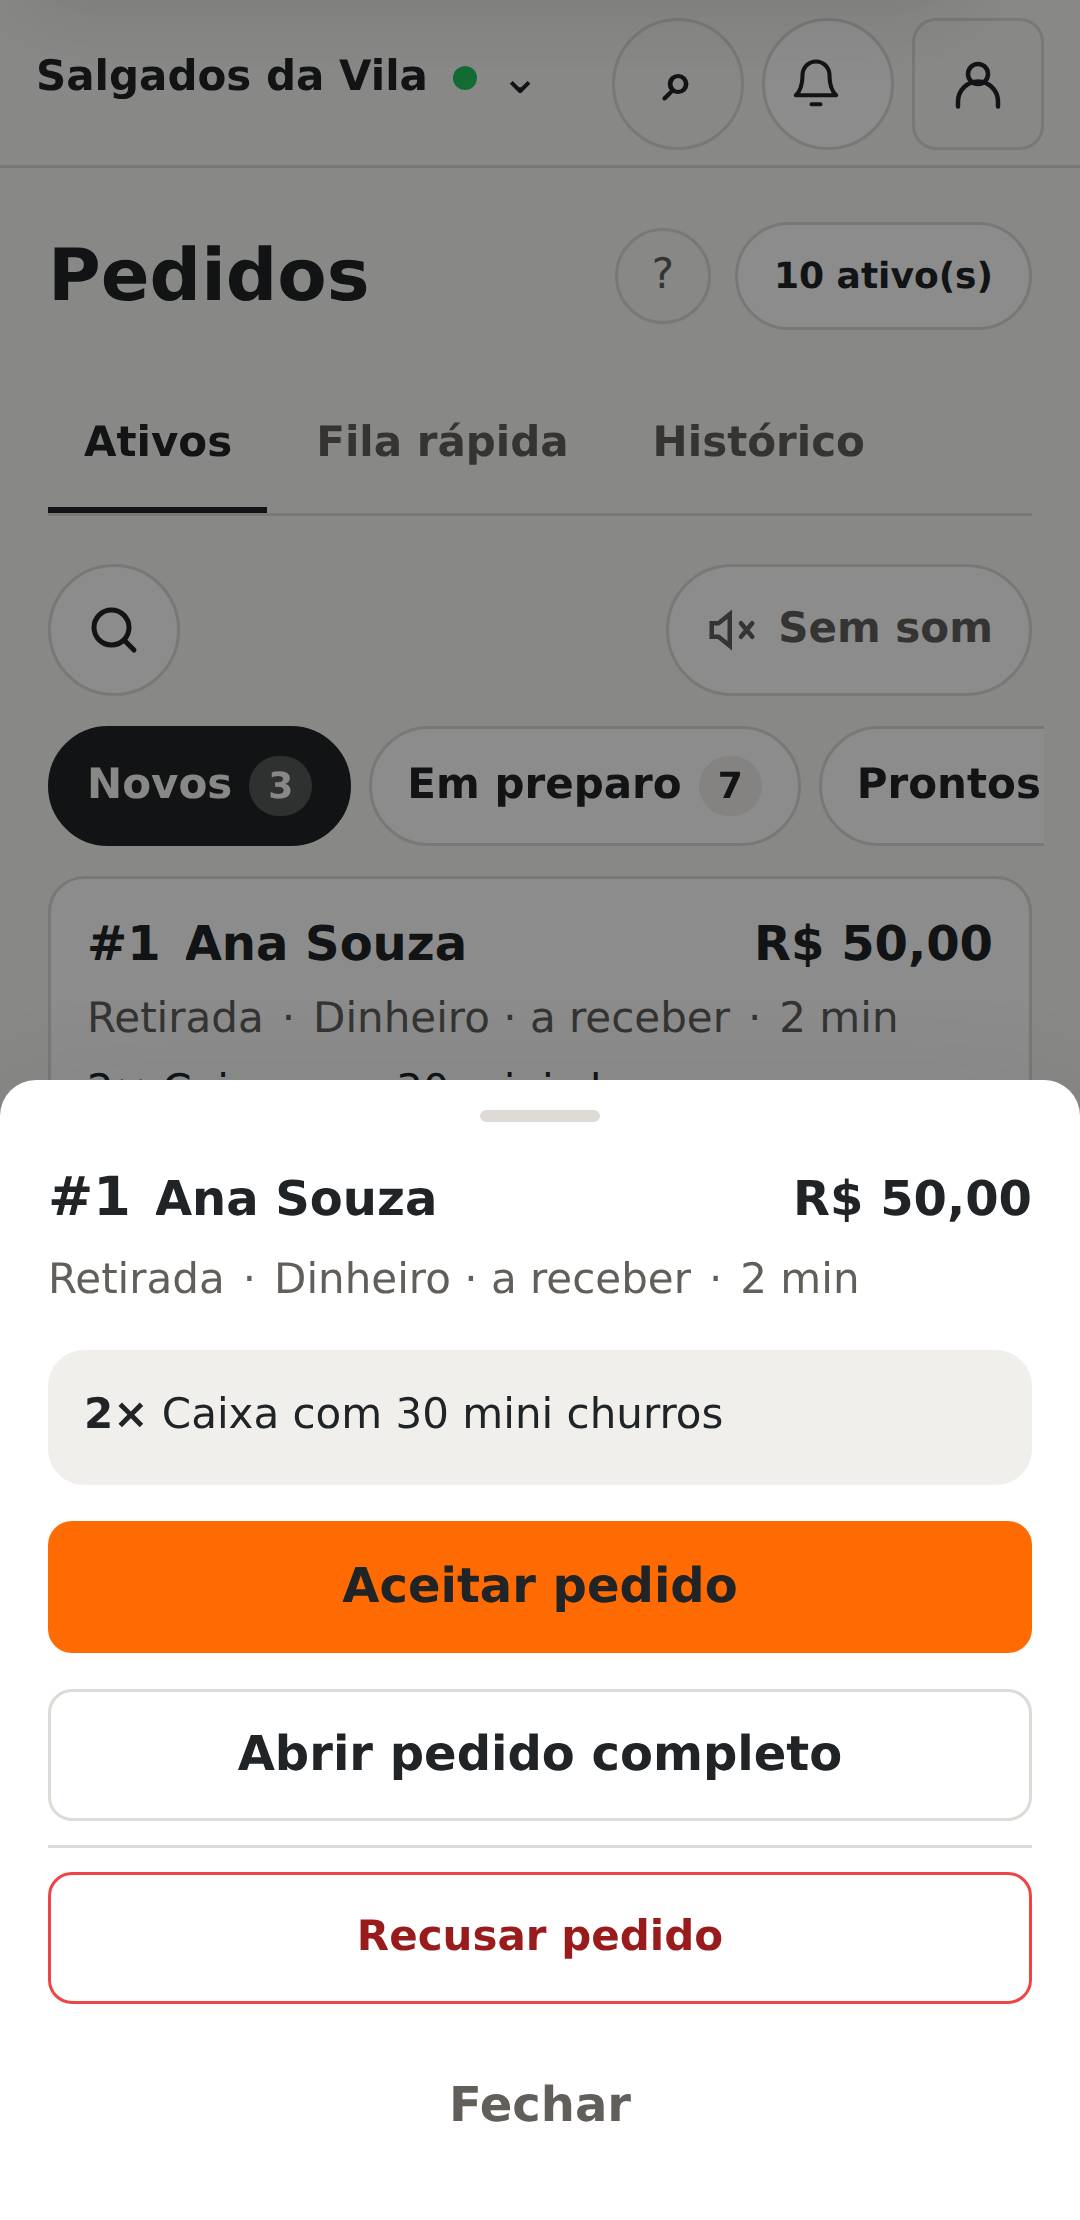 Salgados da Vila
Pedidos
?
10 ativo(s)
Ativos
Fila rápida
Histórico
Sem som
Novos 3
Em preparo 7
Prontos
#1 Ana Souza R$ 50,00
Retirada · Dinheiro · a receber · 2 min
#1 Ana Souza R$ 50,00
Retirada · Dinheiro · a receber · 2 min
2× Caixa com 30 mini churros
Aceitar pedido
Abrir pedido completo
Recusar pedido
Fechar